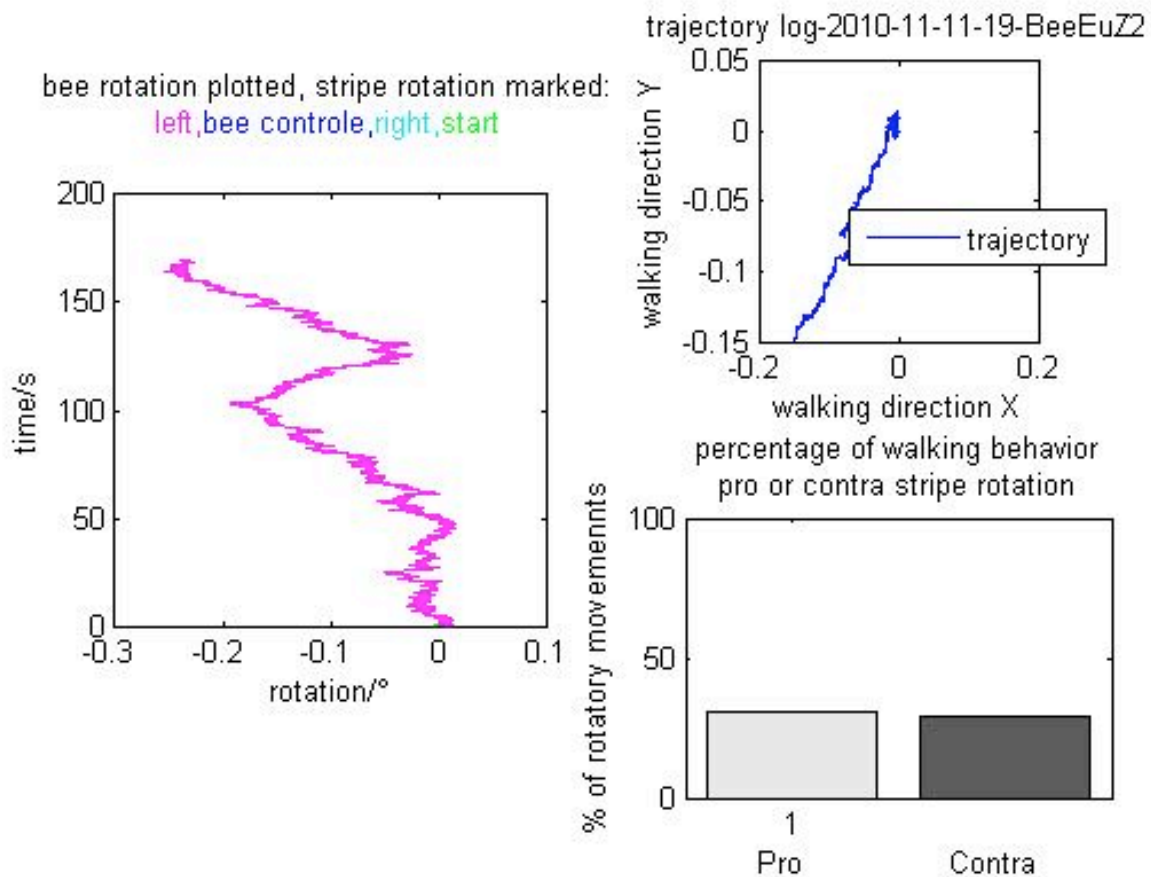 bee rotation plotted, stripe rotation marked:
left,bee controle,right,start
200
150
100
50
0
time/s
-0.3 -0.2 -0.1 0 0.1
rotation/°
trajectory log-2010-11-11-19-BeeEuZ2
0.05
0
-0.05
-0.1
-0.15
walking direction Y
trajectory
-0.2 0 0.2
walking direction X
percentage of walking behavior
pro or contra stripe rotation
100
50
0
% of rotatory movemennts
1
Pro Contra